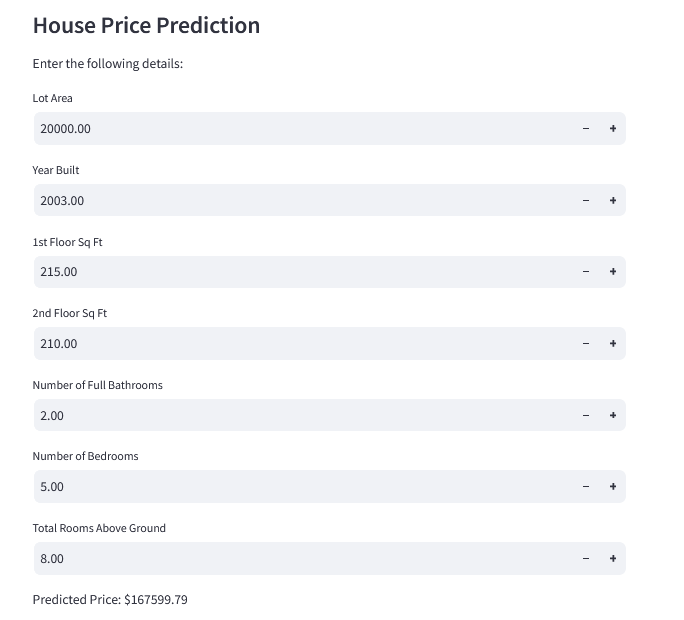 House Price Prediction
Enter the following details:
Lot Area
20000.00 − +
Year Built
2003.00 − +
1st Floor Sq Ft
215.00 − +
2nd Floor Sq Ft
210.00 − +
Number of Full Bathrooms
2.00 − +
Number of Bedrooms
5.00 − +
Total Rooms Above Ground
8.00 − +
Predicted Price: $167599.79